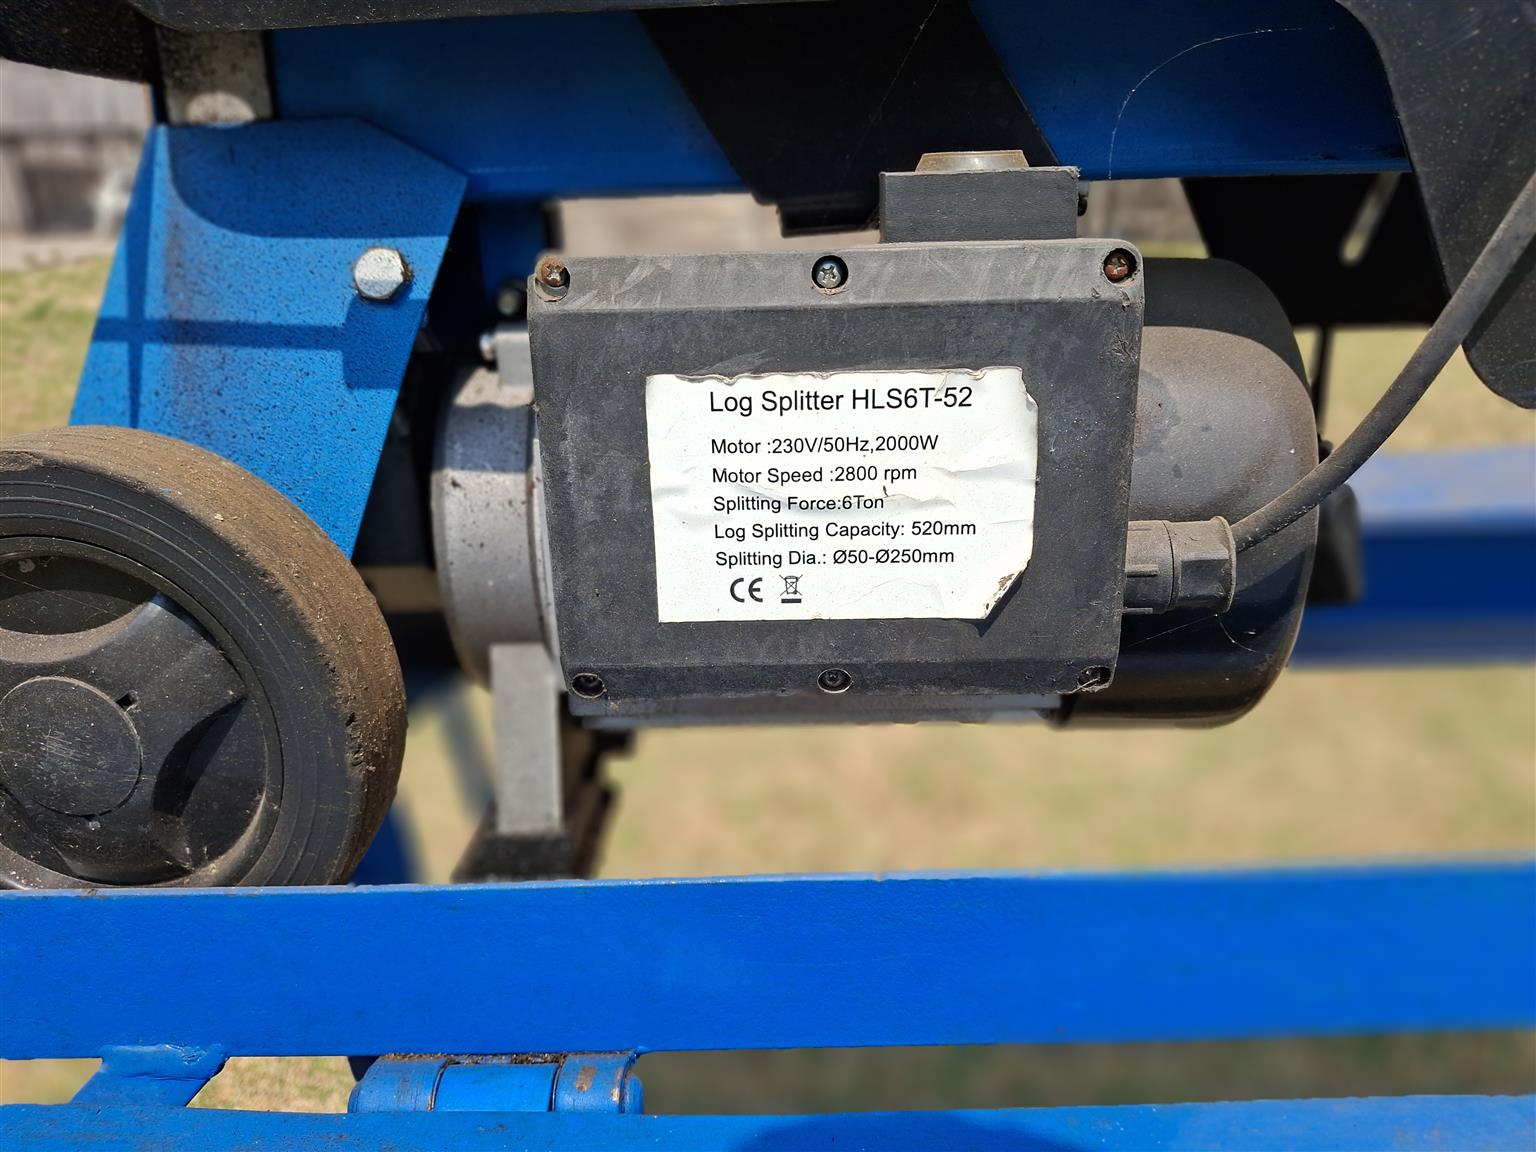 Log Splitter HLS6T-52
Motor :230V/50Hz,2000W
Motor Speed :2800 rpm
Splitting Force:6Ton
Log Splitting Capacity: 520mm
Splitting Dia.: Ø50-Ø250mm
CE